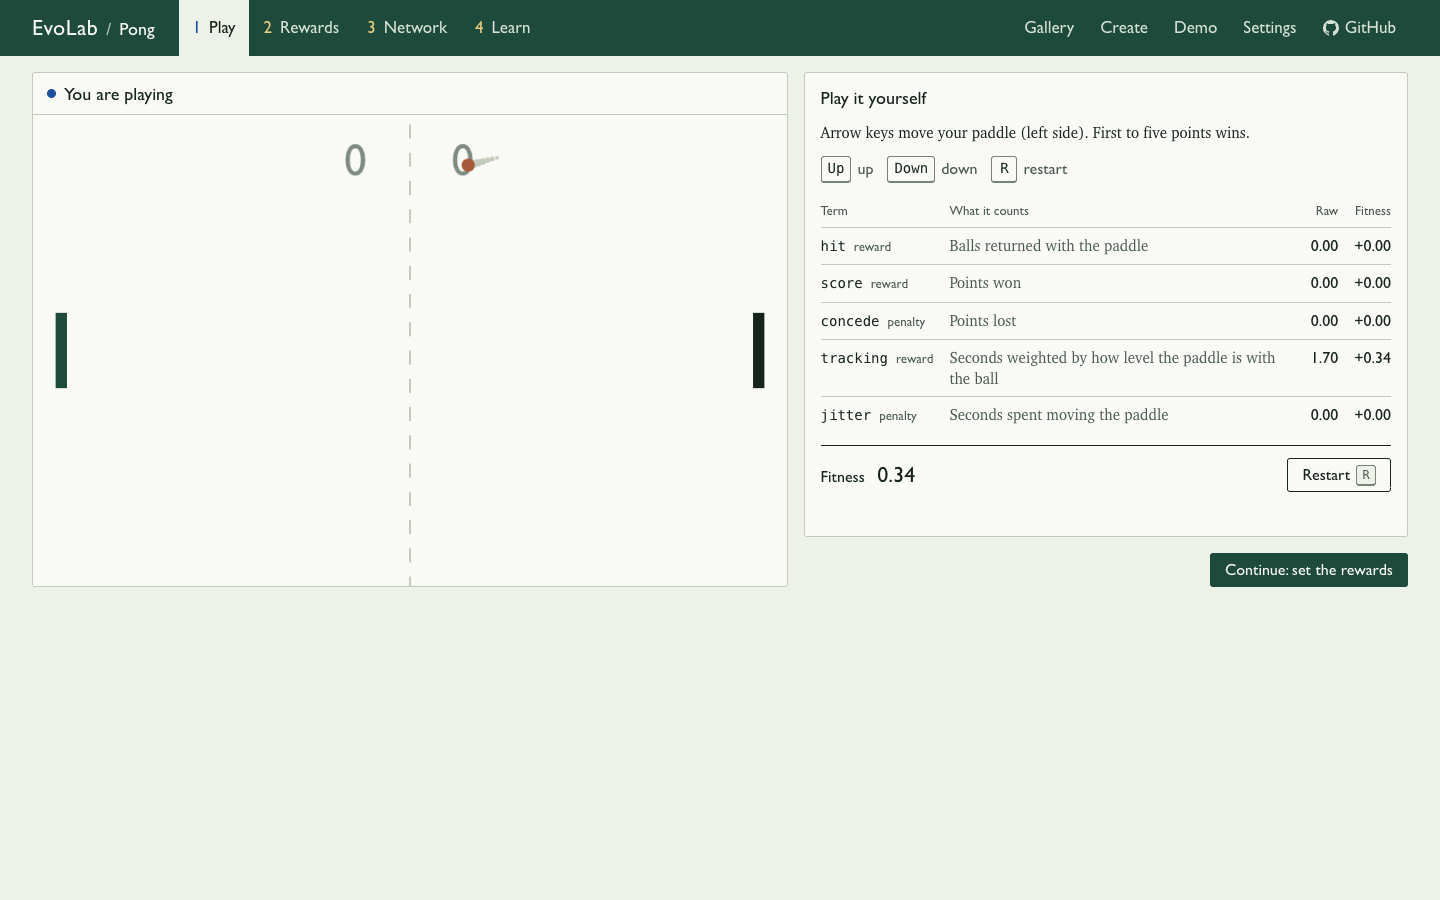 EvoLab / Pong 1 Play 2 Rewards 3 Network 4 Learn Gallery Create Demo Settings GitHub
You are playing
0 0
Play it yourself
Arrow keys move your paddle (left side). First to five points wins.
Up up Down down R restart
Term What it counts Raw Fitness
hit reward Balls returned with the paddle 0.00 +0.00
score reward Points won 0.00 +0.00
concede penalty Points lost 0.00 +0.00
tracking reward Seconds weighted by how level the paddle is with 1.70 +0.34
the ball
jitter penalty Seconds spent moving the paddle 0.00 +0.00
Fitness 0.34 Restart R
Continue: set the rewards